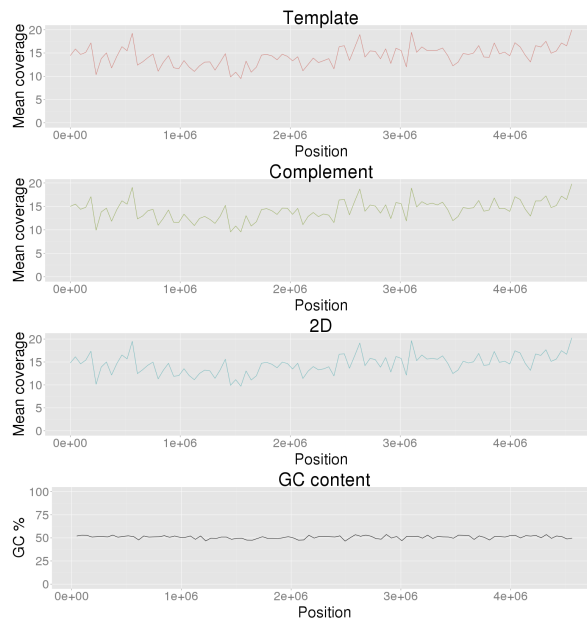 Template
Mean coverage
20
15
10
5
0
0e+00 1e+06 2e+06 3e+06 4e+06
Position
Complement
Mean coverage
20
15
10
5
0
0e+00 1e+06 2e+06 3e+06 4e+06
Position
2D
Mean coverage
20
15
10
5
0
0e+00 1e+06 2e+06 3e+06 4e+06
Position
GC content
GC %
100
75
50
25
0
0e+00 1e+06 2e+06 3e+06 4e+06
Position